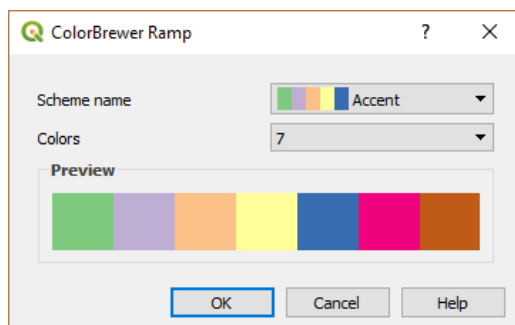 ColorBrewer Ramp ?
Scheme name Accent
Colors 7
Preview
OK Cancel Help